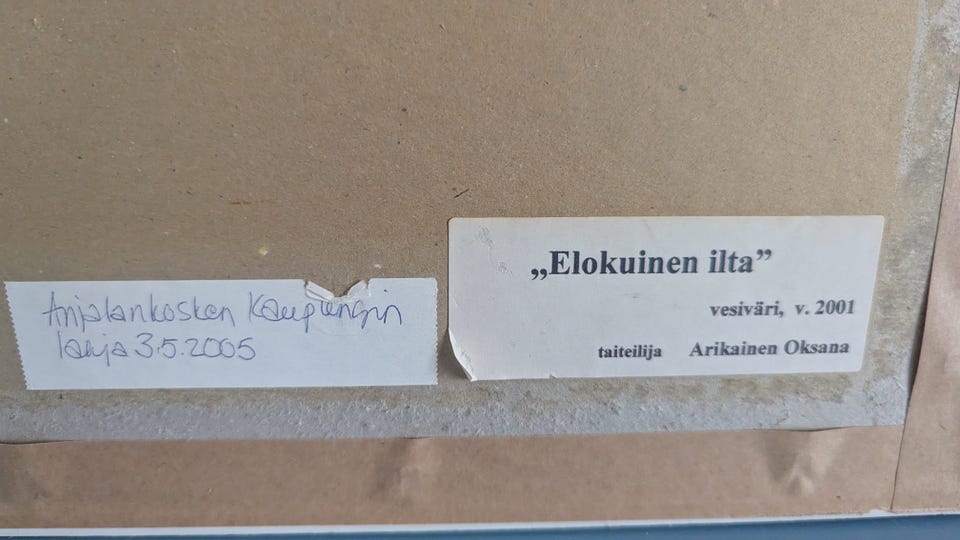 Anjalankosken Kaupungin
lahja 3.5.2005
„Elokuinen ilta”
vesiväri, v. 2001
taiteilija Arikainen Oksana